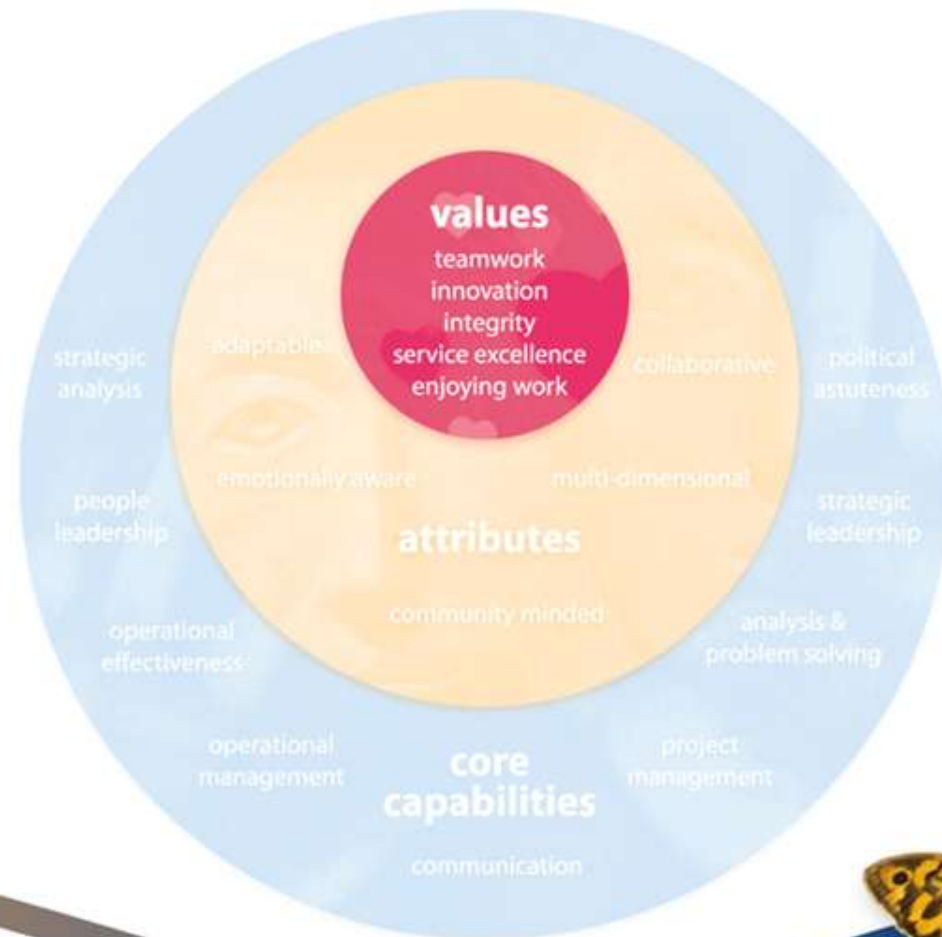 values
teamwork
innovation
integrity
service excellence
enjoying work
adaptable
collaborative
emotionally aware
multi-dimensional
attributes
community minded
strategic
analysis
political
astuteness
people
leadership
strategic
leadership
operational
effectiveness
analysis &
problem solving
operational
management
project
management
core
capabilities
communication